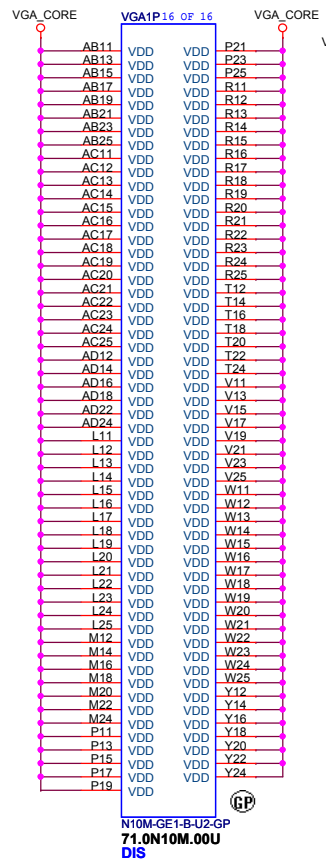 VGA_CORE VGA1P 16 OF 16 VGA_CORE
V
AB11 VDD VDD P21
AB13 VDD VDD P23
AB15 VDD VDD P25
AB17 VDD VDD R11
AB19 VDD VDD R12
AB21 VDD VDD R13
AB23 VDD VDD R14
AB25 VDD VDD R15
AC11 VDD VDD R16
AC12 VDD VDD R17
AC13 VDD VDD R18
AC14 VDD VDD R19
AC15 VDD VDD R20
AC16 VDD VDD R21
AC17 VDD VDD R22
AC18 VDD VDD R23
AC19 VDD VDD R24
AC20 VDD VDD R25
AC21 VDD VDD T12
AC22 VDD VDD T14
AC23 VDD VDD T16
AC24 VDD VDD T18
AC25 VDD VDD T20
AD12 VDD VDD T22
AD14 VDD VDD T24
AD16 VDD VDD V11
AD18 VDD VDD V13
AD22 VDD VDD V15
AD24 VDD VDD V17
L11 VDD VDD V19
L12 VDD VDD V21
L13 VDD VDD V23
L14 VDD VDD V25
L15 VDD VDD W11
L16 VDD VDD W12
L17 VDD VDD W13
L18 VDD VDD W14
L19 VDD VDD W15
L20 VDD VDD W16
L21 VDD VDD W17
L22 VDD VDD W18
L23 VDD VDD W19
L24 VDD VDD W20
L25 VDD VDD W21
M12 VDD VDD W22
M14 VDD VDD W23
M16 VDD VDD W24
M18 VDD VDD W25
M20 VDD VDD Y12
M22 VDD VDD Y14
M24 VDD VDD Y16
P11 VDD VDD Y18
P13 VDD VDD Y20
P15 VDD VDD Y22
P17 VDD VDD Y24
P19 VDD
GP
N10M-GE1-B-U2-GP
71.0N10M.00U
DIS